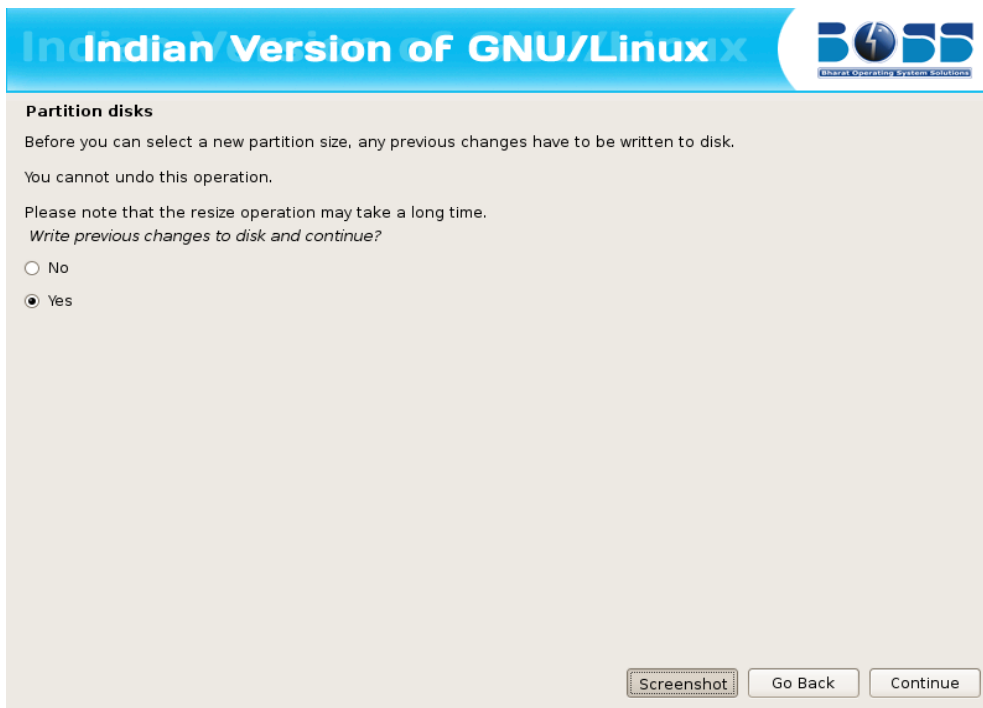 Indian Version of GNU/Linux
BOSS
Bharat Operating System Solutions
Partition disks
Before you can select a new partition size, any previous changes have to be written to disk.
You cannot undo this operation.
Please note that the resize operation may take a long time.
Write previous changes to disk and continue?
No
Yes
Screenshot Go Back Continue